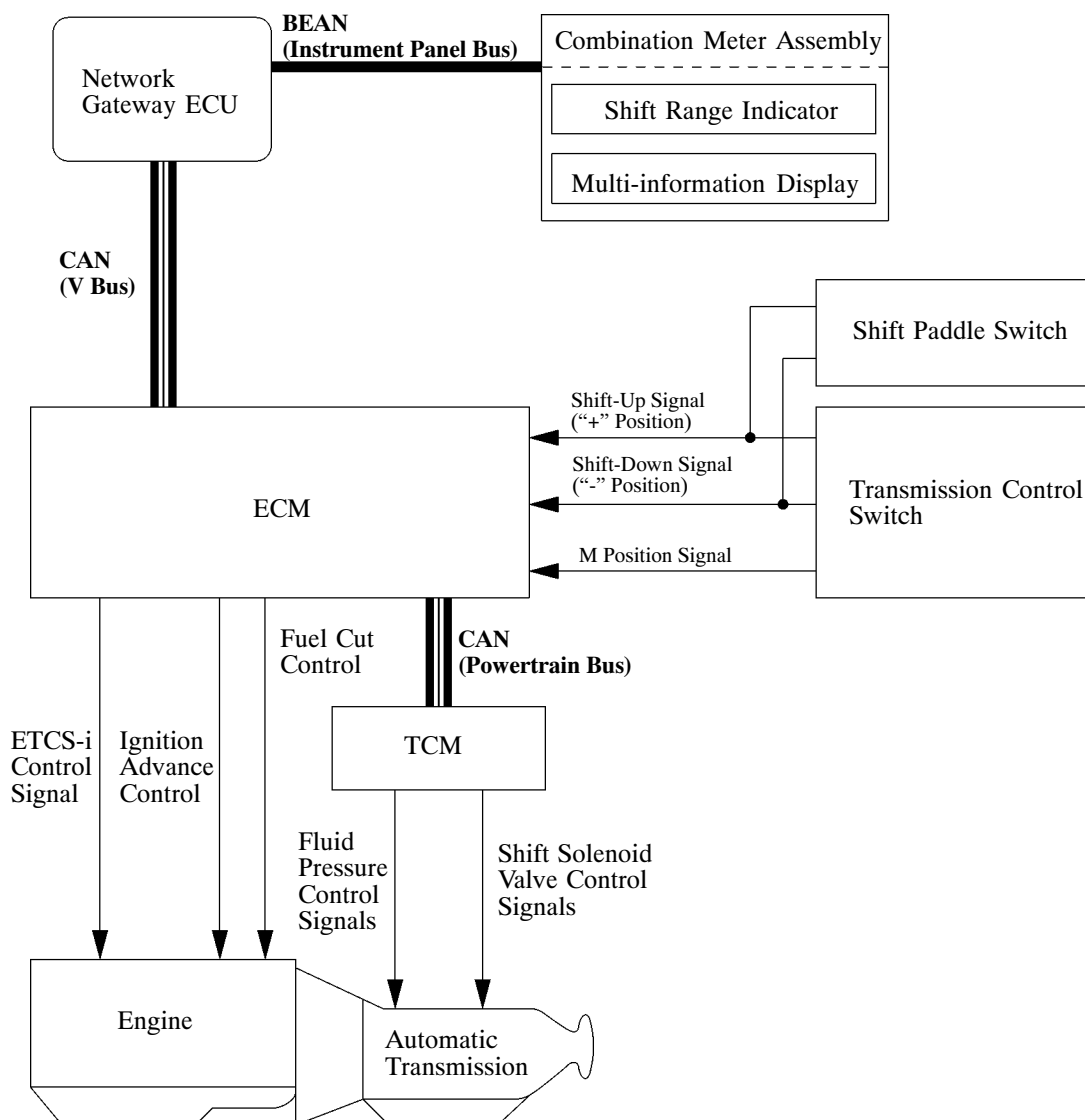 BEAN
(Instrument Panel Bus)
Network
Gateway ECU
Combination Meter Assembly
Shift Range Indicator
Multi-information Display
CAN
(V Bus)
Shift Paddle Switch
Shift-Up Signal
(“+” Position)
Shift-Down Signal
(“-” Position)
M Position Signal
Transmission Control
Switch
ECM
Fuel Cut
Control
CAN
(Powertrain Bus)
ETCS-i
Control
Signal
Ignition
Advance
Control
TCM
Fluid
Pressure
Control
Signals
Shift Solenoid
Valve Control
Signals
Engine
Automatic
Transmission